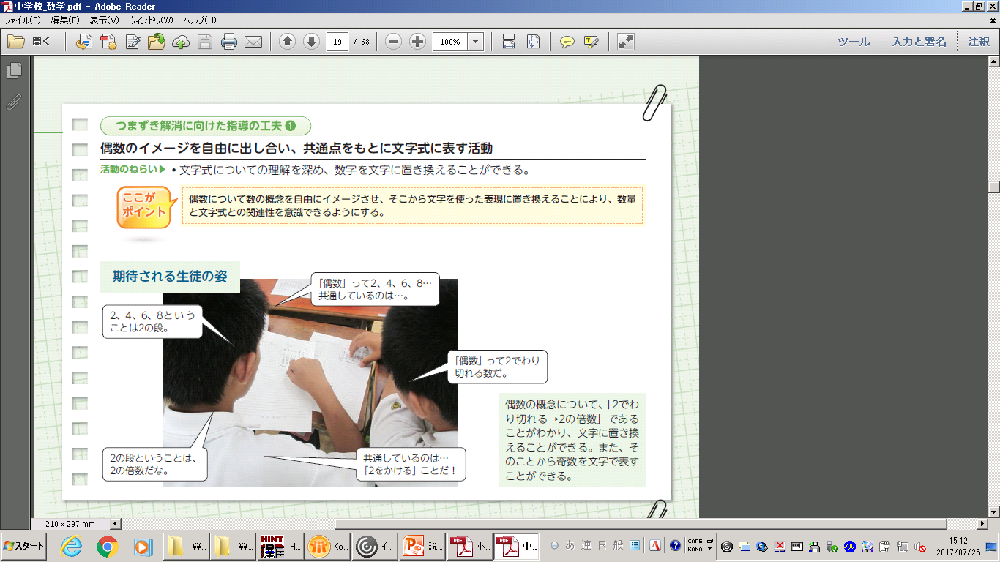 中学校_数学.pdf - Adobe Reader
ファイル(F) 編集(E) 表示(V) ウィンドウ(W) ヘルプ(H)
開く 19 / 68 100% ツール 入力と署名 注釈
つまずき解消に向けた指導の工夫❶
偶数のイメージを自由に出し合い、共通点をもとに文字式に表す活動
活動のねらい▶ •文字式についての理解を深め、数字を文字に置き換えることができる。
ここが
ポイント
偶数について数の概念を自由にイメージさせ、そこから文字を使った表現に置き換えることにより、数量
と文字式との関連性を意識できるようにする。
期待される生徒の姿
「偶数」って2、4、6、8…
共通しているのは…。
2、4、6、8という
ことは2の段。
「偶数」って2でわり
切れる数だ。
偶数の概念について、「2でわ
り切れる→2の倍数」である
ことがわかり、文字に置き換
えることができる。また、そ
のことから奇数を文字で表す
ことができる。
2の段ということは、
2の倍数だな。
共通しているのは…
「2をかける」ことだ！
210 x 297 mm
スタート ¥¥... ¥¥... HINT H... Ko... イ... 説... 小... 中... あ 連 R 般 CAPS KANA 15:12
2017/07/26